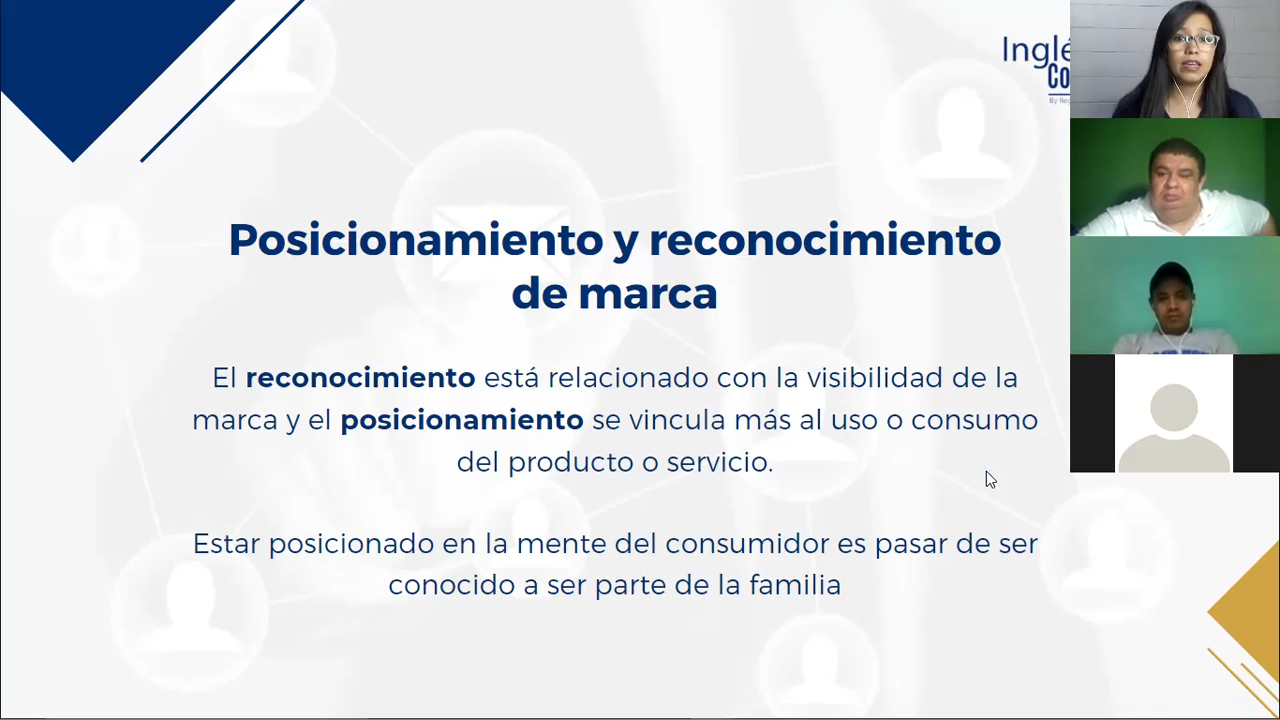 Posicionamiento y reconocimiento
de marca
El reconocimiento está relacionado con la visibilidad de la
marca y el posicionamiento se vincula más al uso o consumo
del producto o servicio.
Estar posicionado en la mente del consumidor es pasar de ser
conocido a ser parte de la familia